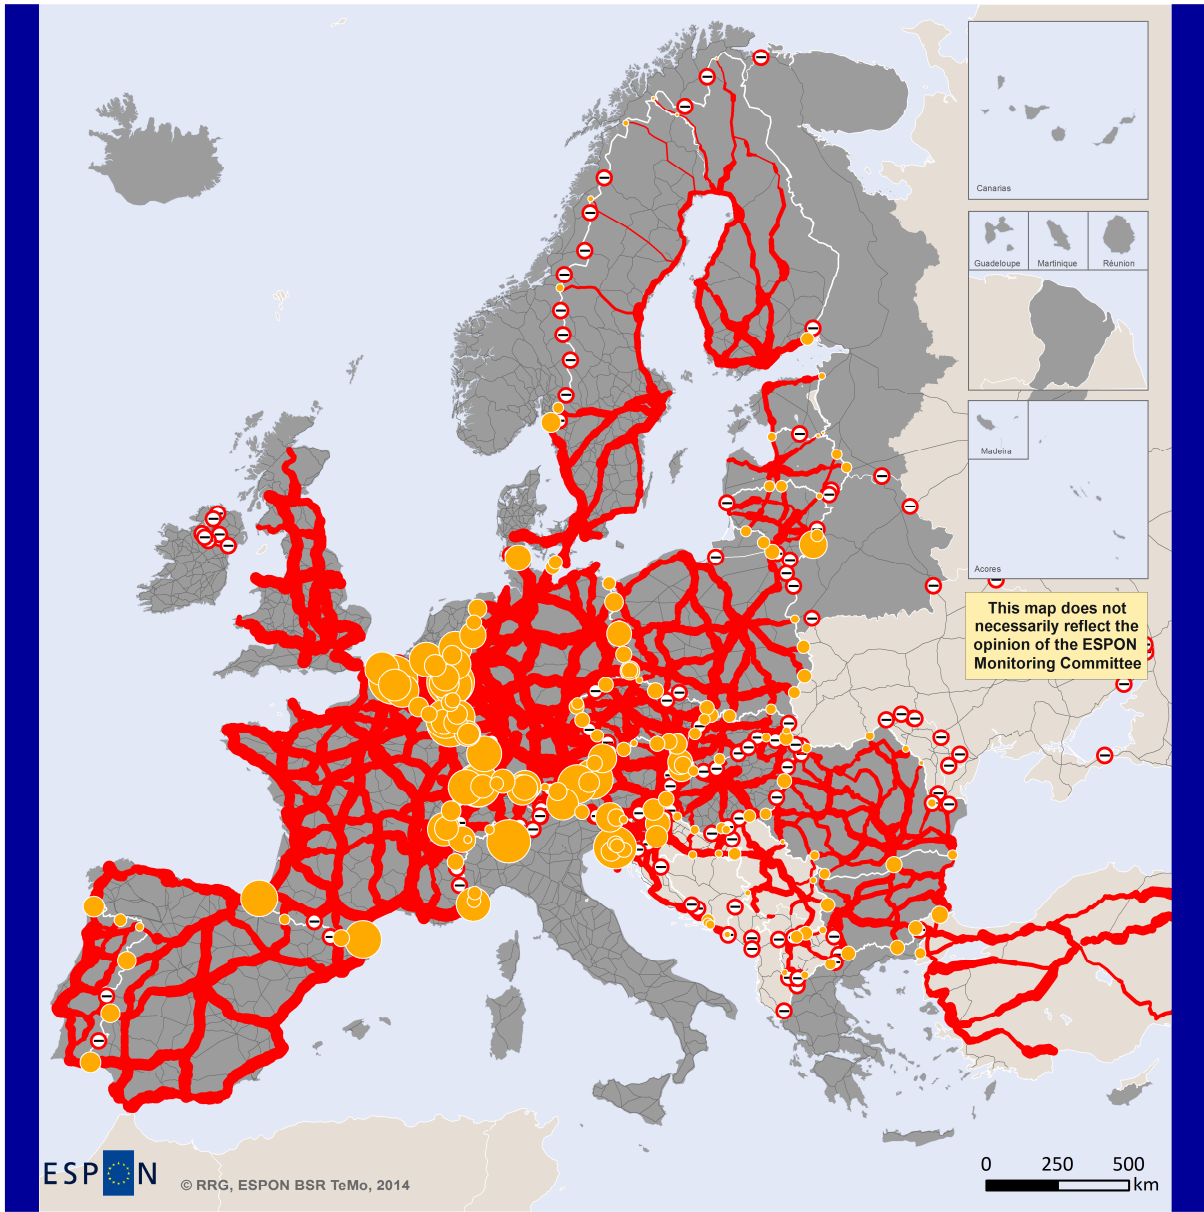 Canarias
Guadeloupe
Martinique
Réunion
Madeira
Acores
This map does not
necessarily reflect the
opinion of the ESPON
Monitoring Committee
ESPON
© RRG, ESPON BSR TeMo, 2014
0 250 500
km